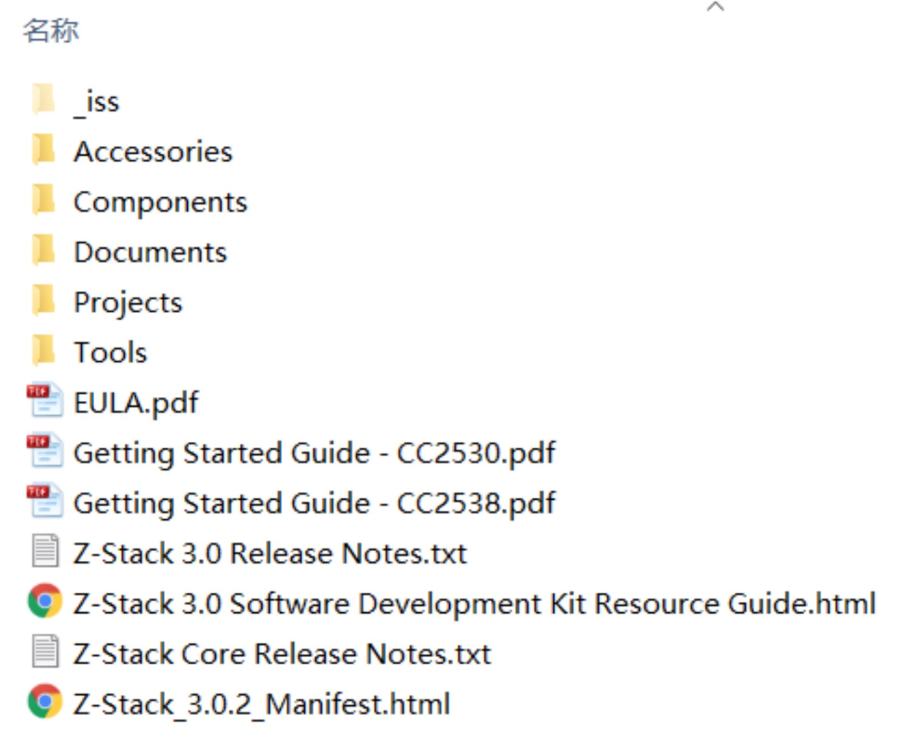 名称
_iss
Accessories
Components
Documents
Projects
Tools
EULA.pdf
Getting Started Guide - CC2530.pdf
Getting Started Guide - CC2538.pdf
Z-Stack 3.0 Release Notes.txt
Z-Stack 3.0 Software Development Kit Resource Guide.html
Z-Stack Core Release Notes.txt
Z-Stack_3.0.2_Manifest.html